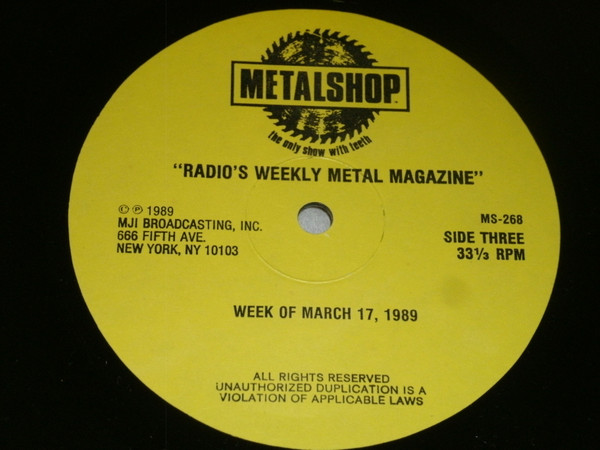 METALSHOP™
the only show with teeth
"RADIO'S WEEKLY METAL MAGAZINE"
© ℗ 1989
MJI BROADCASTING, INC.
666 FIFTH AVE.
NEW YORK, NY 10103
MS-268
SIDE THREE
33⅓ RPM
WEEK OF MARCH 17, 1989
ALL RIGHTS RESERVED
UNAUTHORIZED DUPLICATION IS A
VIOLATION OF APPLICABLE LAWS